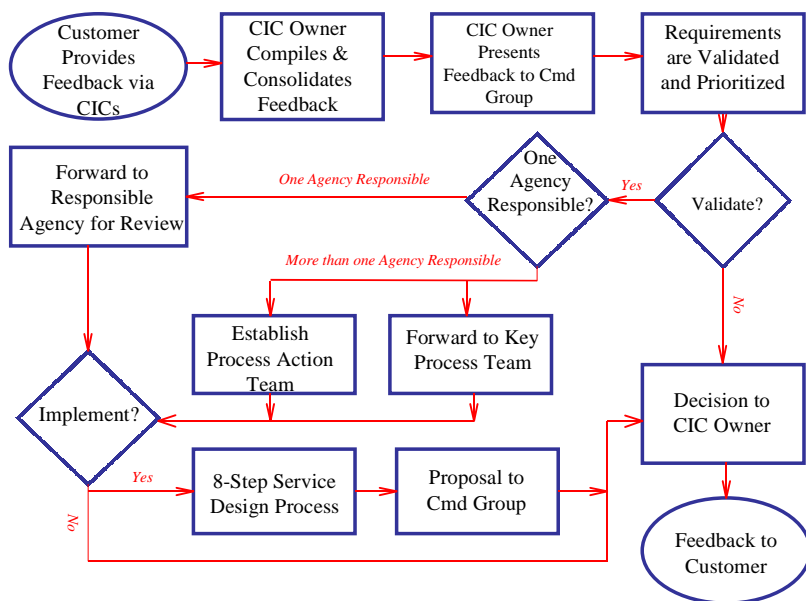 Customer
Provides
Feedback via
CICs
CIC Owner
Compiles &
Consolidates
Feedback
CIC Owner
Presents
Feedback to Cmd
Group
Requirements
are Validated
and Prioritized
Forward to
Responsible
Agency for Review
One Agency Responsible
One
Agency
Responsible?
Yes
Validate?
More than one Agency Responsible
No
Establish
Process Action
Team
Forward to Key
Process Team
Implement?
Decision to
CIC Owner
Yes
8-Step Service
Design Process
Proposal to
Cmd Group
No
Feedback to
Customer